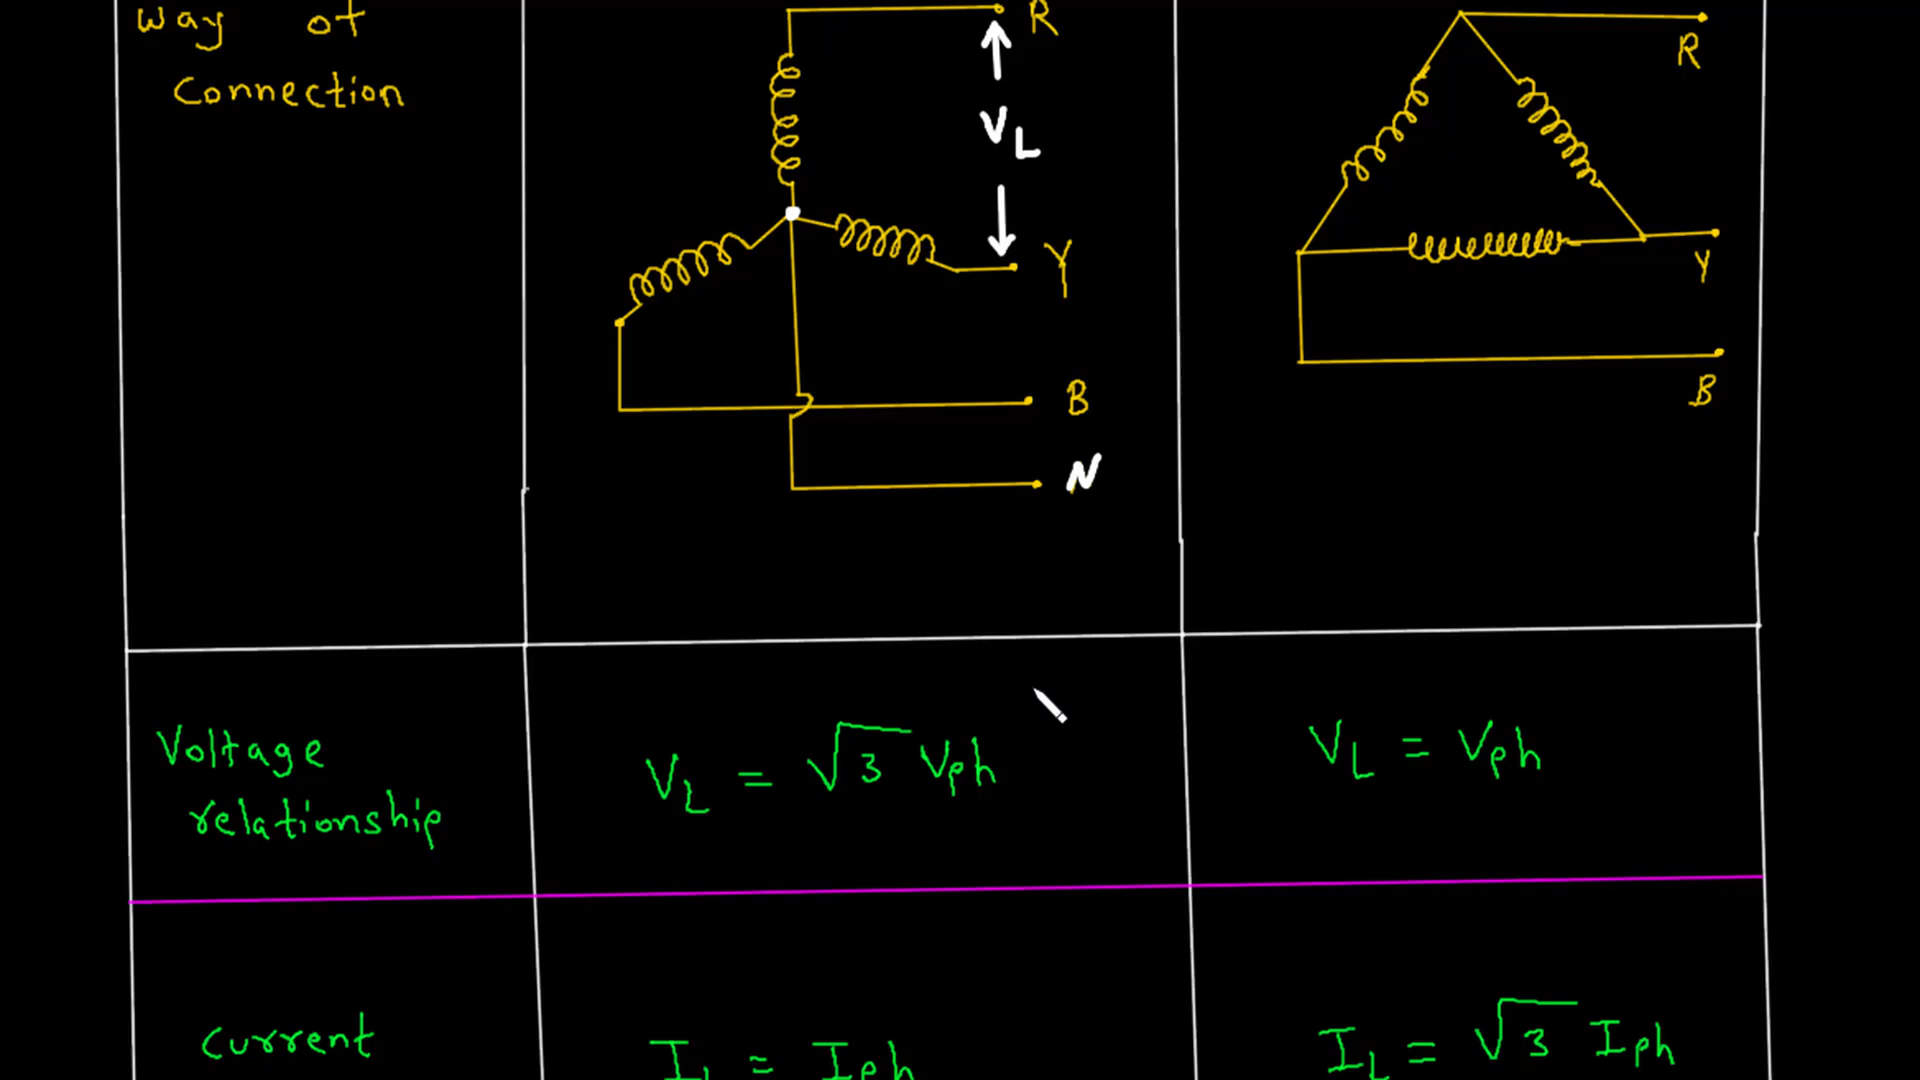 Way of
Connection
R
VL
Y
B
N
R
Y
B
Voltage
relationship
VL = √3 Vph
VL = Vph
Current
IL = Iph
IL = √3 Iph